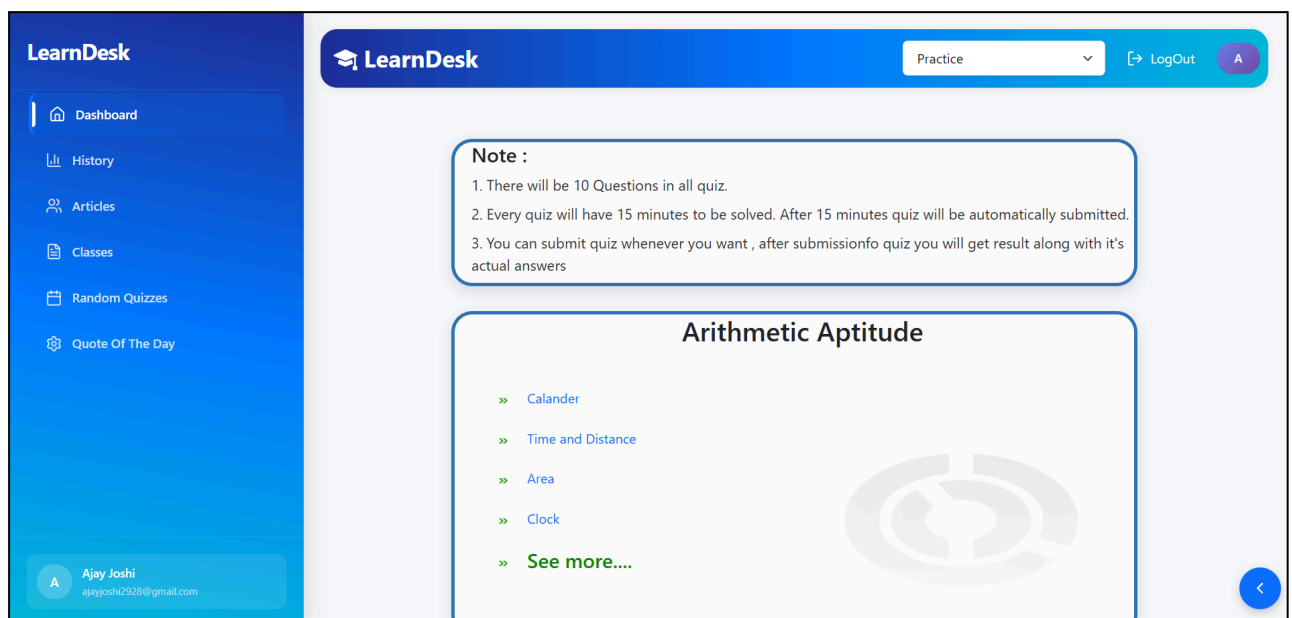 LearnDesk
Dashboard
History
Articles
Classes
Random Quizzes
Quote Of The Day
A
Ajay Joshi
ajayjoshi2928@gmail.com
LearnDesk
Practice
LogOut
A
Note :
1. There will be 10 Questions in all quiz.
2. Every quiz will have 15 minutes to be solved. After 15 minutes quiz will be automatically submitted.
3. You can submit quiz whenever you want , after submissionfo quiz you will get result along with it's
actual answers
Arithmetic Aptitude
» Calander
» Time and Distance
» Area
» Clock
» See more....